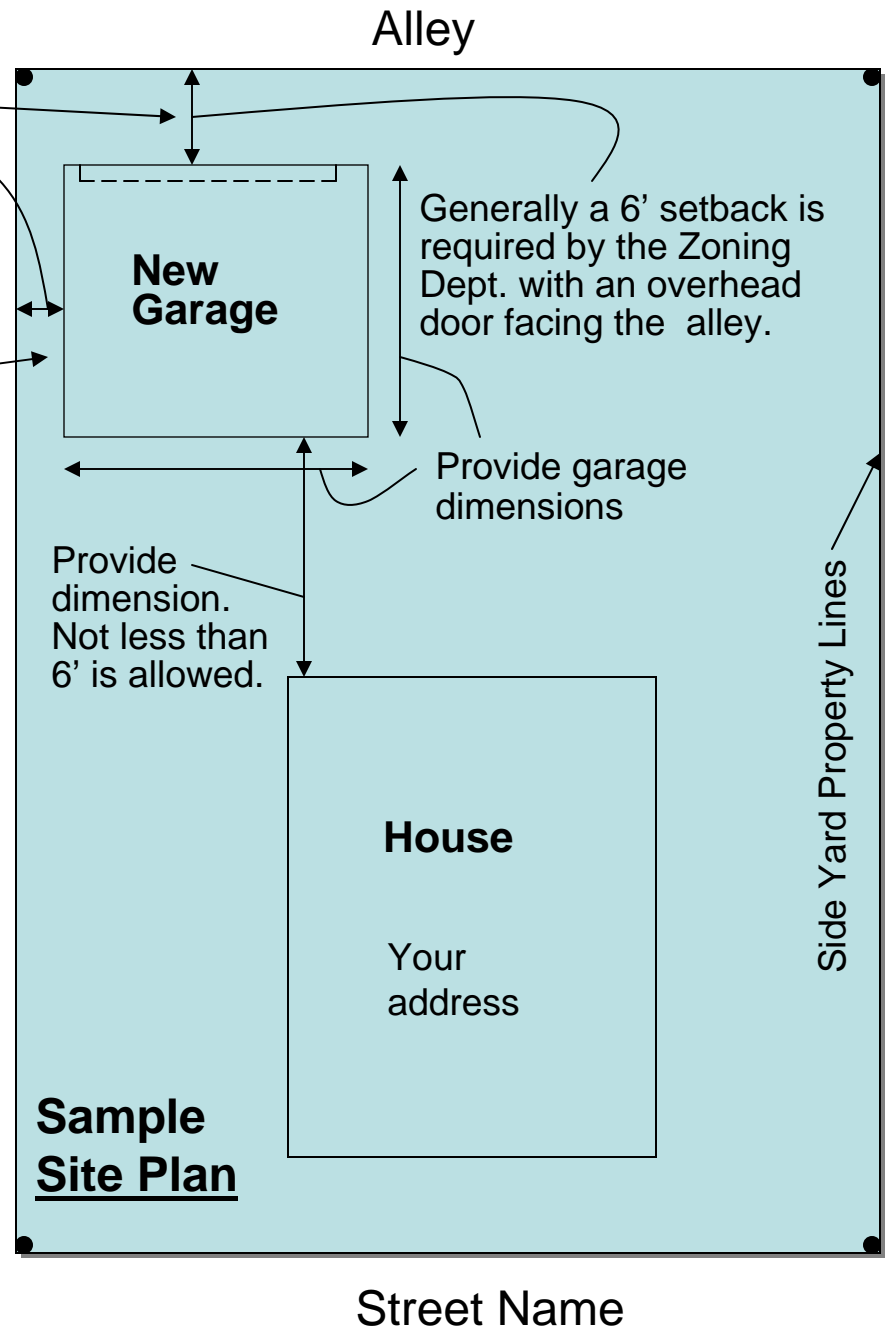 Alley
Generally a 6’ setback is
required by the Zoning
Dept. with an overhead
door facing the  alley.
New
Garage
Provide garage
dimensions
Provide
dimension.
Not less than
6’ is allowed.
Side Yard Property Lines
House
Your
address
Sample
Site Plan
Street Name